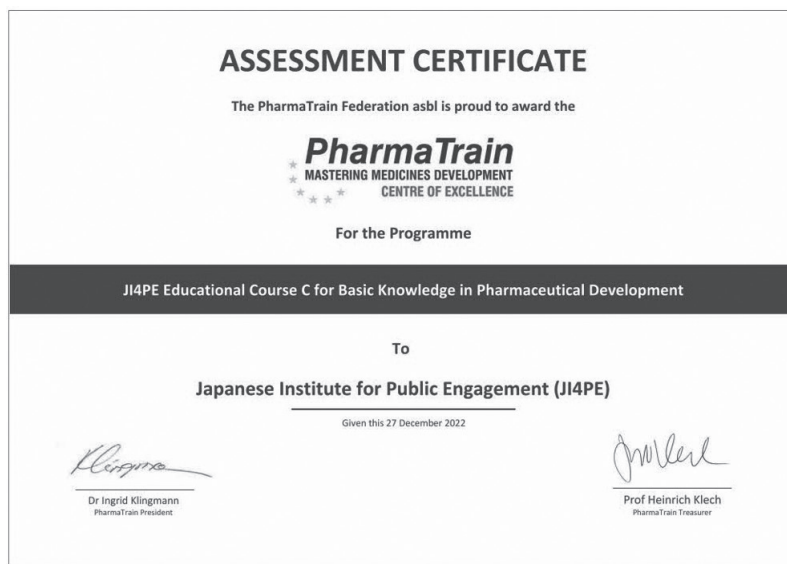 ASSESSMENT CERTIFICATE
The PharmaTrain Federation asbl is proud to award the
PharmaTrain
MASTERING MEDICINES DEVELOPMENT
CENTRE OF EXCELLENCE
For the Programme
JI4PE Educational Course C for Basic Knowledge in Pharmaceutical Development
To
Japanese Institute for Public Engagement (JI4PE)
Given this 27 December 2022
Dr Ingrid Klingmann
PharmaTrain President
Prof Heinrich Klech
PharmaTrain Treasurer